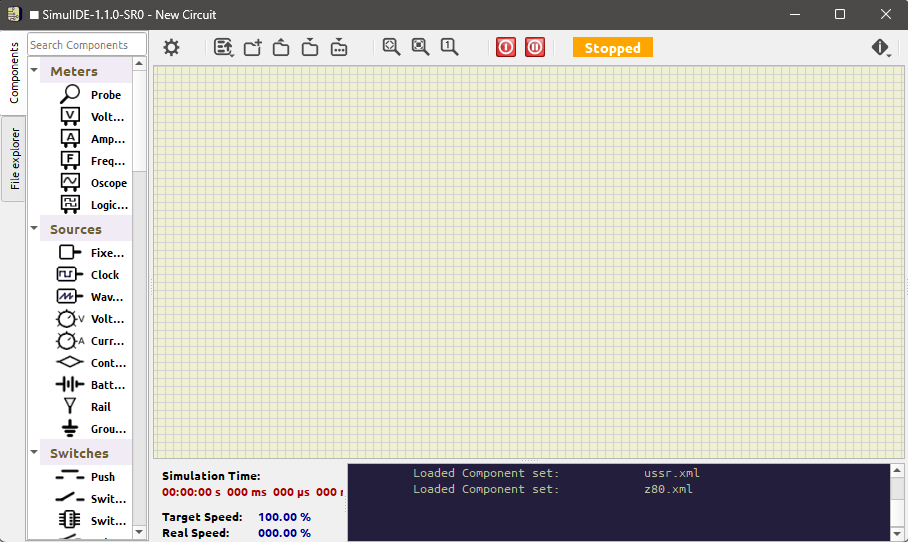 SimulIDE-1.1.0-SR0 - New Circuit
Components
File explorer
Search Components
Meters
Probe
Volt...
Amp...
Freq...
Oscope
Logic...
Sources
Fixe...
Clock
Wav...
Volt...
Curr...
Cont...
Batt...
Rail
Grou...
Switches
Push
Swit...
Swit...
1
Stopped
Simulation Time:
00:00:00 s 000 ms 000 µs 000 n
Target Speed: 100.00 %
Real Speed: 000.00 %
Loaded Component set: ussr.xml
Loaded Component set: z80.xml